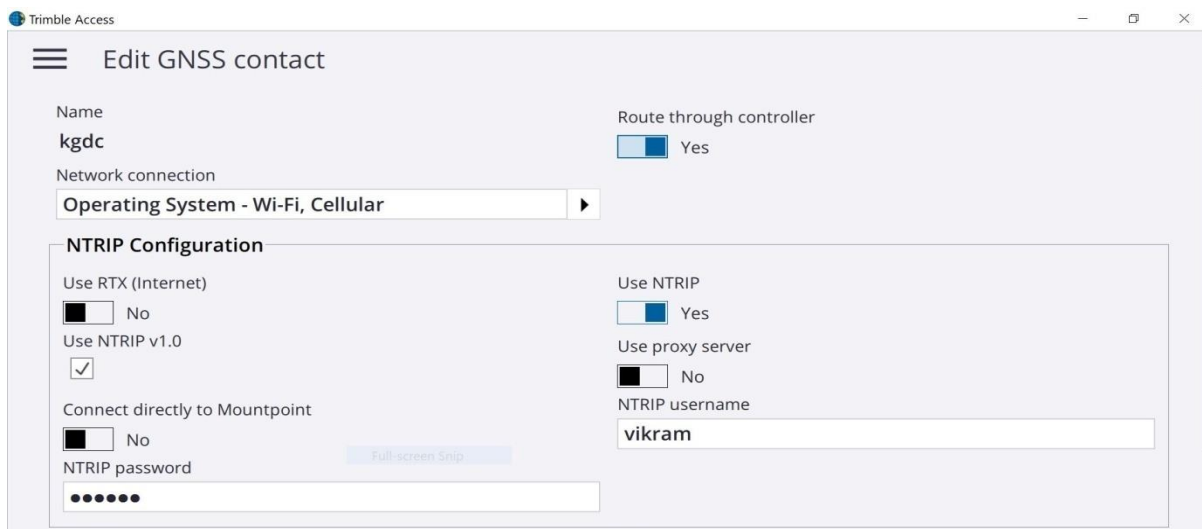 Trimble Access
Edit GNSS contact
Name
kgdc
Route through controller
Yes
Network connection
Operating System - Wi-Fi, Cellular
NTRIP Configuration
Use RTX (Internet)
No
Use NTRIP
Yes
Use NTRIP v1.0
Use proxy server
No
Connect directly to Mountpoint
No
NTRIP username
vikram
Full-screen Snip
NTRIP password
●●●●●●